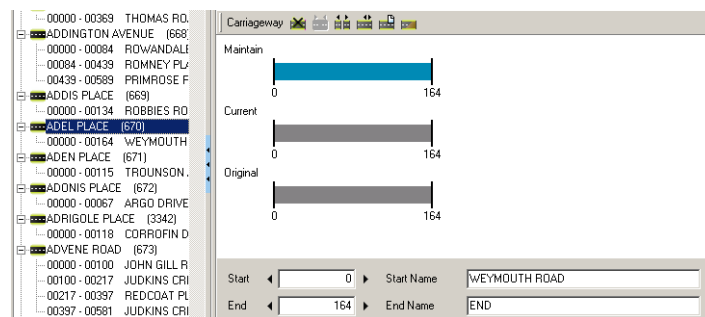 00000 - 00369 THOMAS RO.
ADDINGTON AVENUE (668
00000 - 00084 ROWANDALE
00084 - 00439 ROMNEY PL
00439 - 00589 PRIMROSE F
ADDIS PLACE (669)
00000 - 00134 ROBBIES RO
ADEL PLACE (670)
00000 - 00164 WEYMOUTH
ADEN PLACE (671)
00000 - 00115 TROUNSON
ADONIS PLACE (672)
00000 - 00067 ARGO DRIVE
ADRIGOLE PLACE (3342)
00000 - 00118 CORROFIN D
ADVENE ROAD (673)
00000 - 00100 JOHN GILL R
00100 - 00217 JUDKINS CRI
00217 - 00397 REDCOAT PL
00397 - 00581 JUDKINS CRI
Carriageway
Maintain
0 164
Current
0 164
Original
0 164
Start 0 Start Name WEYMOUTH ROAD
End 164 End Name END